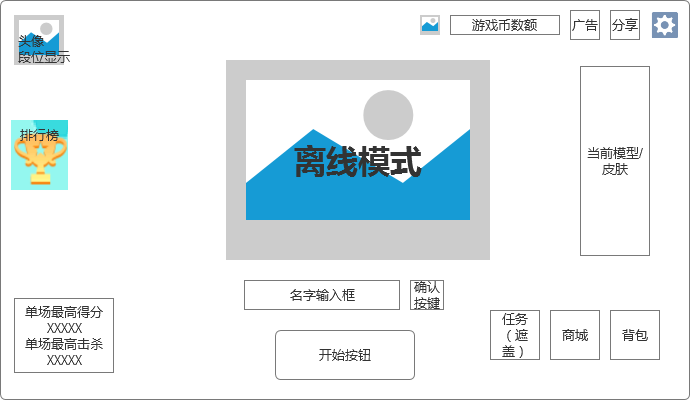 头像
段位显示
游戏币数额
广告
分享
排行榜
离线模式
当前模型/
皮肤
名字输入框
确认
按键
单场最高得分
XXXXX
单场最高击杀
XXXXX
开始按钮
任务
（遮
盖）
商城
背包